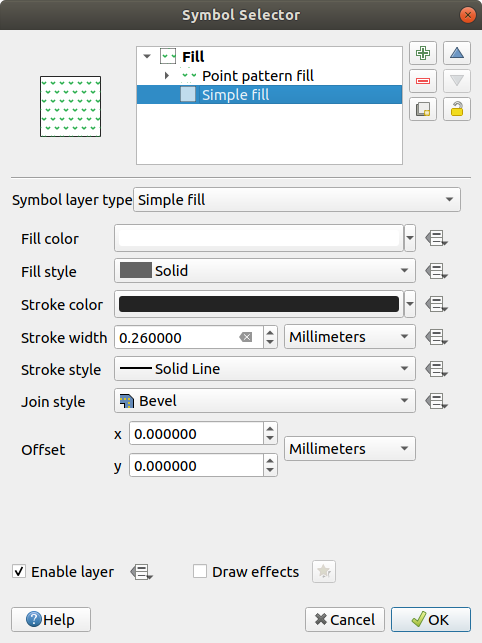 Symbol Selector
Fill
Point pattern fill
Simple fill
Symbol layer type Simple fill
Fill color
Fill style Solid
Stroke color
Stroke width 0.260000 Millimeters
Stroke style Solid Line
Join style Bevel
Offset x 0.000000 Millimeters
y 0.000000
Enable layer Draw effects
Help Cancel OK